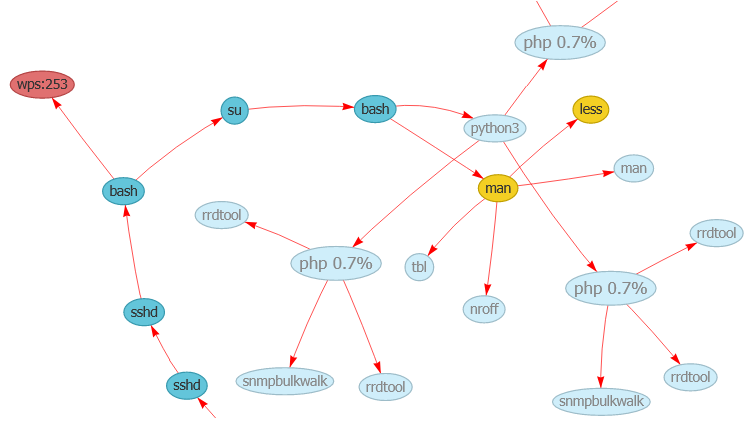 php 0.7%
wps:253
su
bash
less
python3
man
man
bash
rrdtool
rrdtool
php 0.7%
tbl
php 0.7%
nroff
sshd
snmpbulkwalk
rrdtool
rrdtool
sshd
snmpbulkwalk